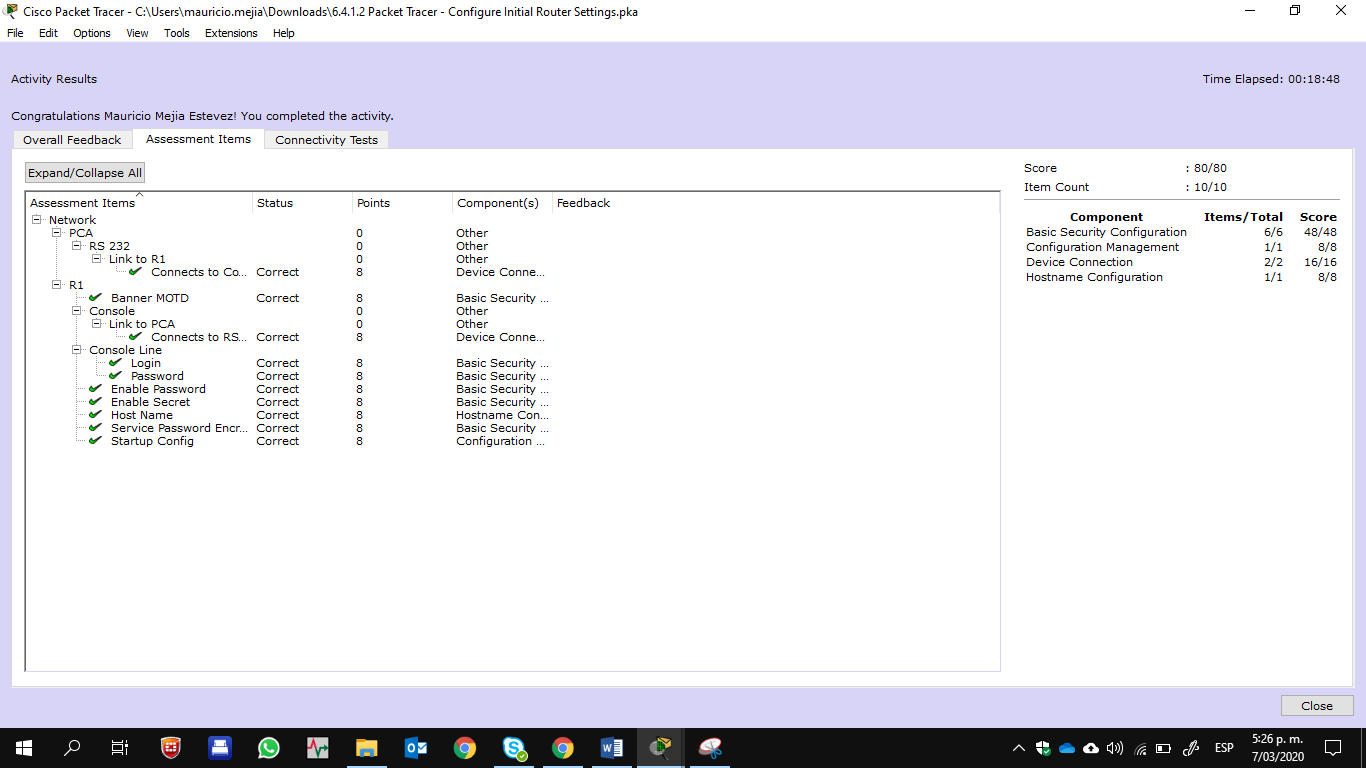 Cisco Packet Tracer - C:\Users\mauricio.mejia\Downloads\6.4.1.2 Packet Tracer - Configure Initial Router Settings.pka
File Edit Options View Tools Extensions Help
Activity Results Time Elapsed: 00:18:48
Congratulations Mauricio Mejia Estevez! You completed the activity.
Overall Feedback Assessment Items Connectivity Tests
Expand/Collapse All
Assessment Items Status Points Component(s) Feedback
Network
PCA 0 Other
RS 232 0 Other
Link to R1 0 Other
Connects to Co... Correct 8 Device Conne...
R1
Banner MOTD Correct 8 Basic Security ...
Console 0 Other
Link to PCA 0 Other
Connects to RS... Correct 8 Device Conne...
Console Line
Login Correct 8 Basic Security ...
Password Correct 8 Basic Security ...
Enable Password Correct 8 Basic Security ...
Enable Secret Correct 8 Basic Security ...
Host Name Correct 8 Hostname Con...
Service Password Encr... Correct 8 Basic Security ...
Startup Config Correct 8 Configuration ...
Score : 80/80
Item Count : 10/10
Component Items/Total Score
Basic Security Configuration 6/6 48/48
Configuration Management 1/1 8/8
Device Connection 2/2 16/16
Hostname Configuration 1/1 8/8
Close
ESP
5:26 p. m.
7/03/2020